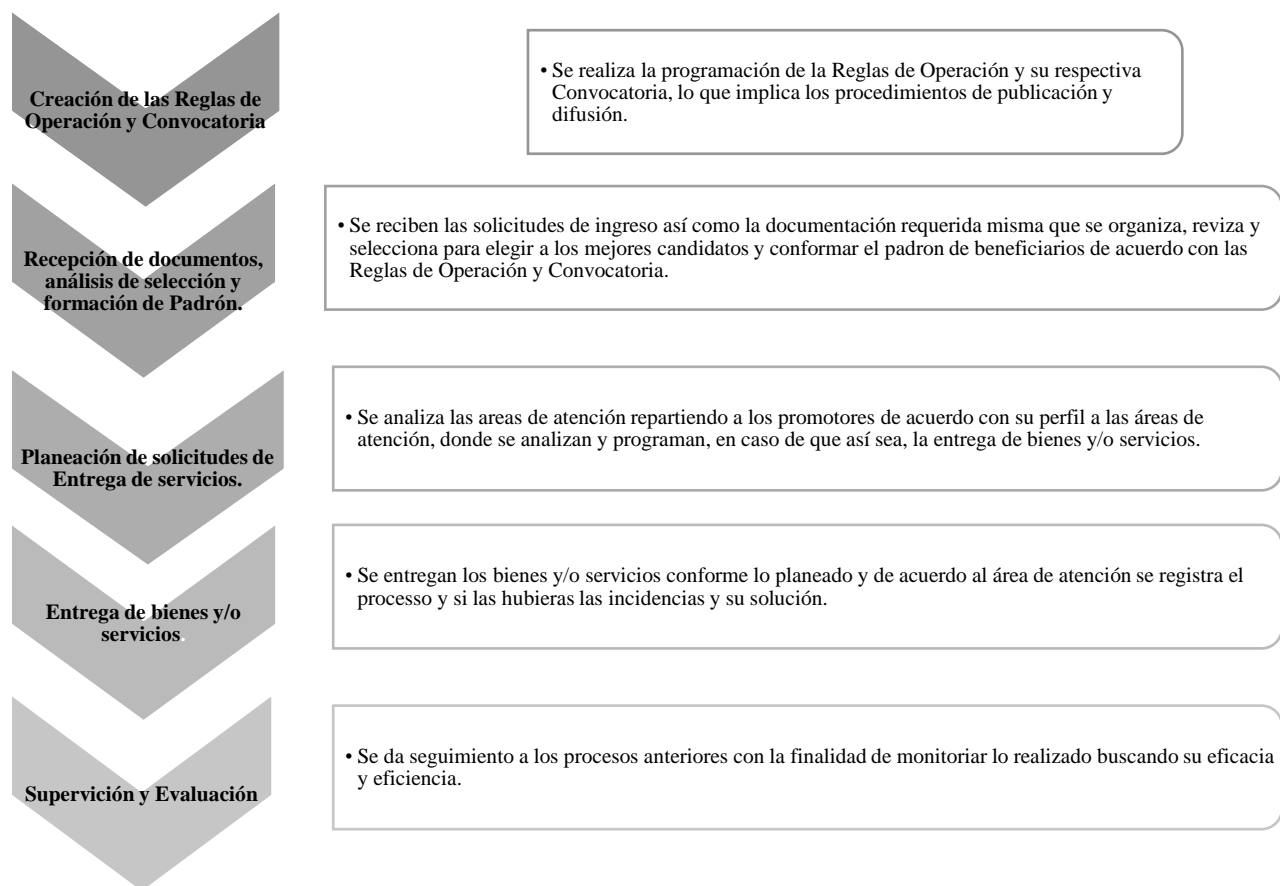 Creación de las Reglas de
Operación y Convocatoria
• Se realiza la programación de la Reglas de Operación y su respectiva
Convocatoria, lo que implica los procedimientos de publicación y
difusión.
Recepción de documentos,
análisis de selección y
formación de Padrón.
• Se reciben las solicitudes de ingreso así como la documentación requerida misma que se organiza, reviza y
selecciona para elegir a los mejores candidatos y conformar el padron de beneficiarios de acuerdo con las
Reglas de Operación y Convocatoria.
Planeación de solicitudes de
Entrega de servicios.
• Se analiza las areas de atención repartiendo a los promotores de acuerdo con su perfil a las áreas de
atención, donde se analizan y programan, en caso de que así sea, la entrega de bienes y/o servicios.
Entrega de bienes y/o
servicios.
• Se entregan los bienes y/o servicios conforme lo planeado y de acuerdo al área de atención se registra el
processo y si las hubieras las incidencias y su solución.
Supervición y Evaluación
• Se da seguimiento a los procesos anteriores con la finalidad de monitoriar lo realizado buscando su eficacia
y eficiencia.